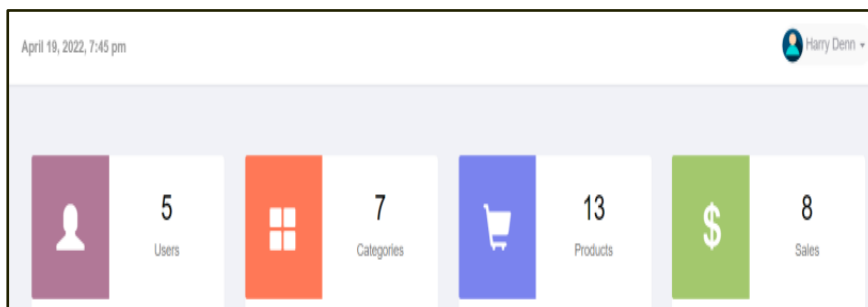 April 19, 2022, 7:45 pm
Harry Denn
5
Users
7
Categories
13
Products
$
8
Sales